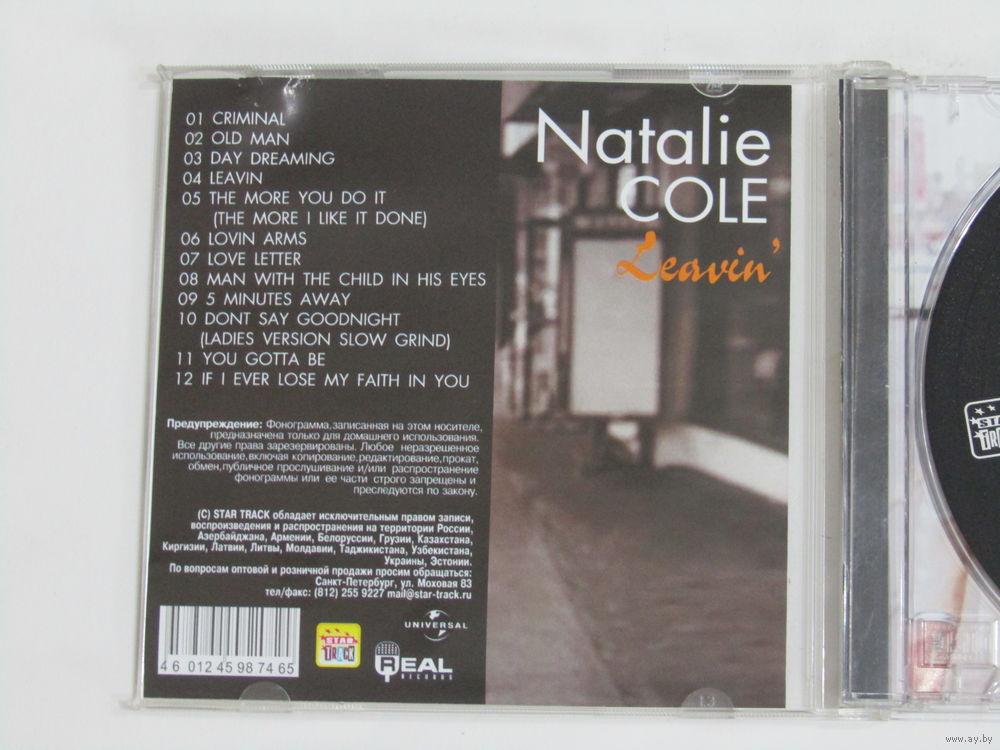 01 CRIMINAL
02 OLD MAN
03 DAY DREAMING
04 LEAVIN
05 THE MORE YOU DO IT
(THE MORE I LIKE IT DONE)
06 LOVIN ARMS
07 LOVE LETTER
08 MAN WITH THE CHILD IN HIS EYES
09 5 MINUTES AWAY
10 DONT SAY GOODNIGHT
(LADIES VERSION SLOW GRIND)
11 YOU GOTTA BE
12 IF I EVER LOSE MY FAITH IN YOU
Предупреждение: Фонограмма,записанная на этом носителе,
предназначена только для домашнего использования.
Все другие права зарезервированы. Любое неразрешенное
использование,включая копирование,редактирование,прокат,
обмен,публичное прослушивание и/или распространение
фонограммы или ее части строго запрещены и
преследуются по закону.
(C) STAR TRACK обладает исключительным правом записи,
воспроизведения и распространения на территории России,
Азербайджана, Армении, Белоруссии, Грузии, Казахстана,
Киргизии, Латвии, Литвы, Молдавии, Таджикистана, Узбекистана,
Украины, Эстонии.
По вопросам оптовой и розничной продажи просим обращаться:
Санкт-Петербург, ул. Моховая 83
тел/факс: (812) 255 9227 mail@star-track.ru
4 6 012 45 98 74 65
STAR
TRACK
REAL
RECORDS
UNIVERSAL
Natalie
COLE
Leavin'
13
www.ay.by